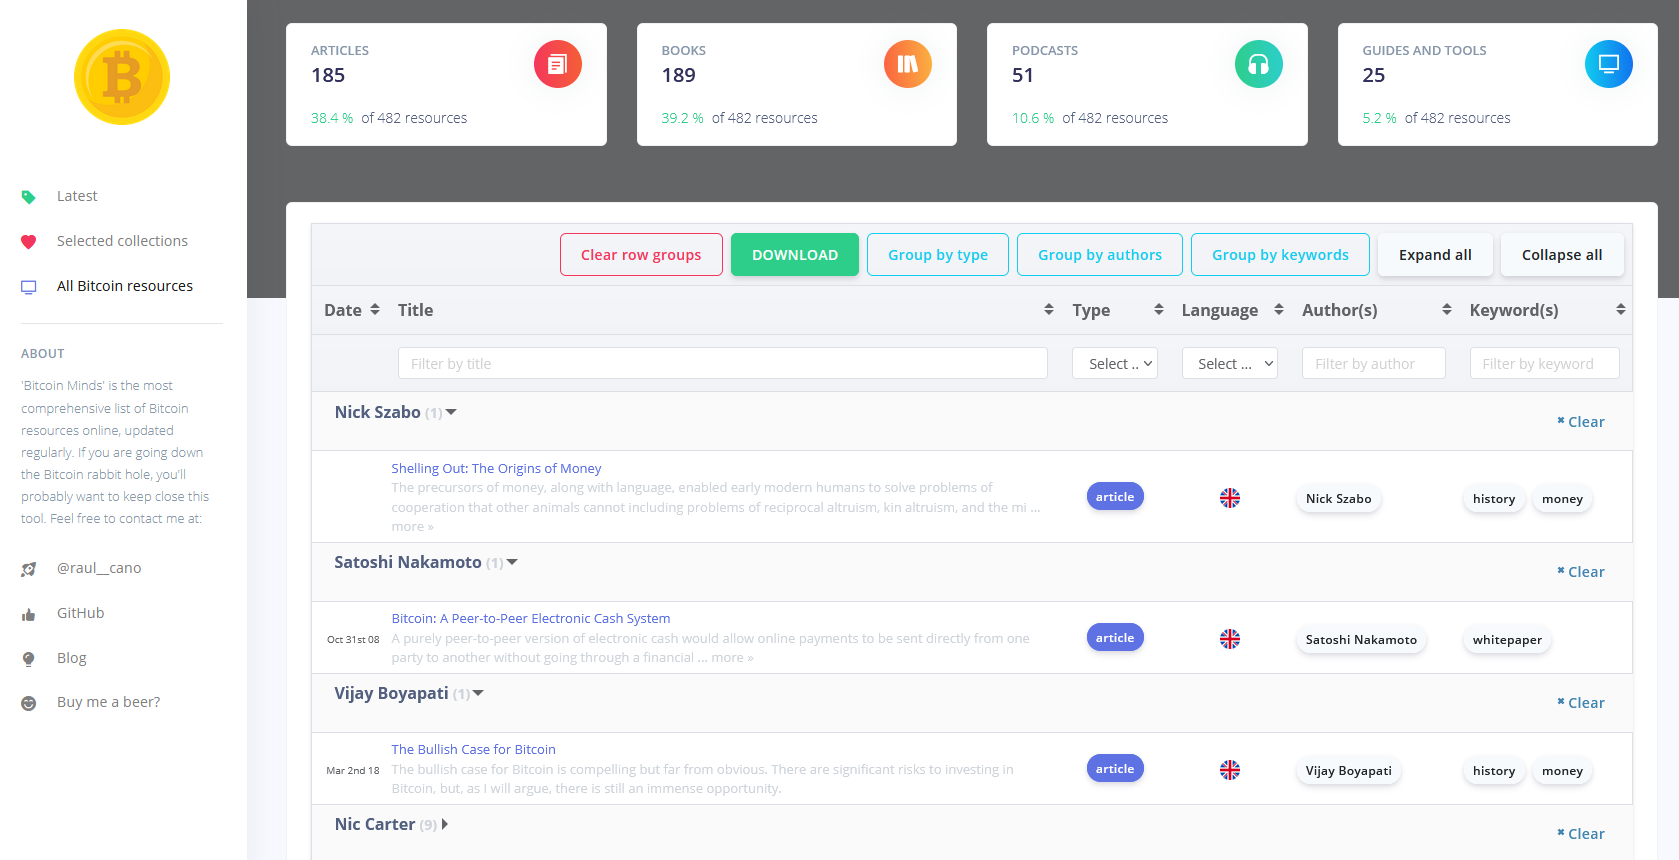 ARTICLES
185
38.4 % of 482 resources
BOOKS
189
39.2 % of 482 resources
PODCASTS
51
10.6 % of 482 resources
GUIDES AND TOOLS
25
5.2 % of 482 resources
Latest
Selected collections
All Bitcoin resources
ABOUT
'Bitcoin Minds' is the most
comprehensive list of Bitcoin
resources online, updated
regularly. If you are going down
the Bitcoin rabbit hole, you'll
probably want to keep close this
tool. Feel free to contact me at:
@raul__cano
GitHub
Blog
Buy me a beer?
Clear row groups DOWNLOAD Group by type Group by authors Group by keywords Expand all Collapse all
Date Title Type Language Author(s) Keyword(s)
Filter by title Select .. Select ... Filter by author Filter by keyword
Nick Szabo (1)
× Clear
Shelling Out: The Origins of Money
The precursors of money, along with language, enabled early modern humans to solve problems of
cooperation that other animals cannot including problems of reciprocal altruism, kin altruism, and the mi ...
more »
article Nick Szabo history money
Satoshi Nakamoto (1)
× Clear
Oct 31st 08
Bitcoin: A Peer-to-Peer Electronic Cash System
A purely peer-to-peer version of electronic cash would allow online payments to be sent directly from one
party to another without going through a financial ... more »
article Satoshi Nakamoto whitepaper
Vijay Boyapati (1)
× Clear
Mar 2nd 18
The Bullish Case for Bitcoin
The bullish case for Bitcoin is compelling but far from obvious. There are significant risks to investing in
Bitcoin, but, as I will argue, there is still an immense opportunity.
article Vijay Boyapati history money
Nic Carter (9)
× Clear